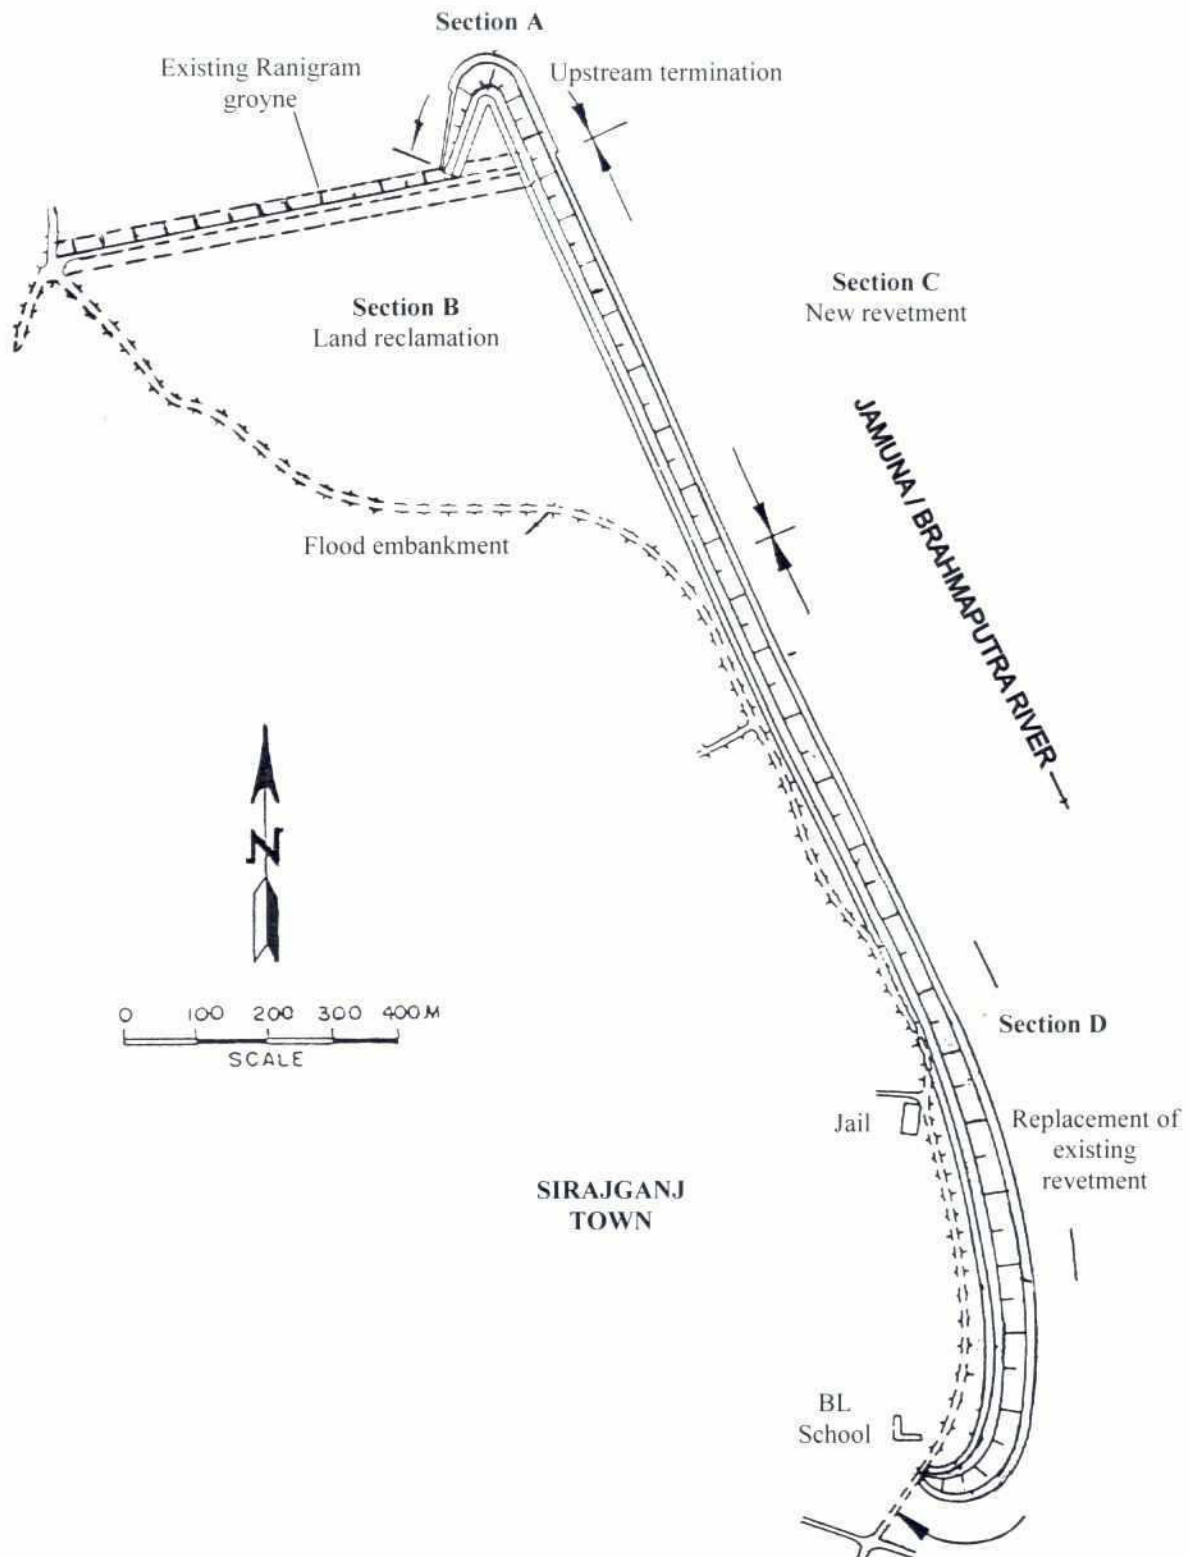 Section A
Existing Ranigram
groyne
Upstream termination
Section B
Land reclamation
Section C
New revetment
JAMUNA / BRAHMAPUTRA RIVER
Flood embankment
N
0 100 200 300 400 M
SCALE
Section D
Jail
Replacement of
existing
revetment
SIRAJGANJ
TOWN
BL
School